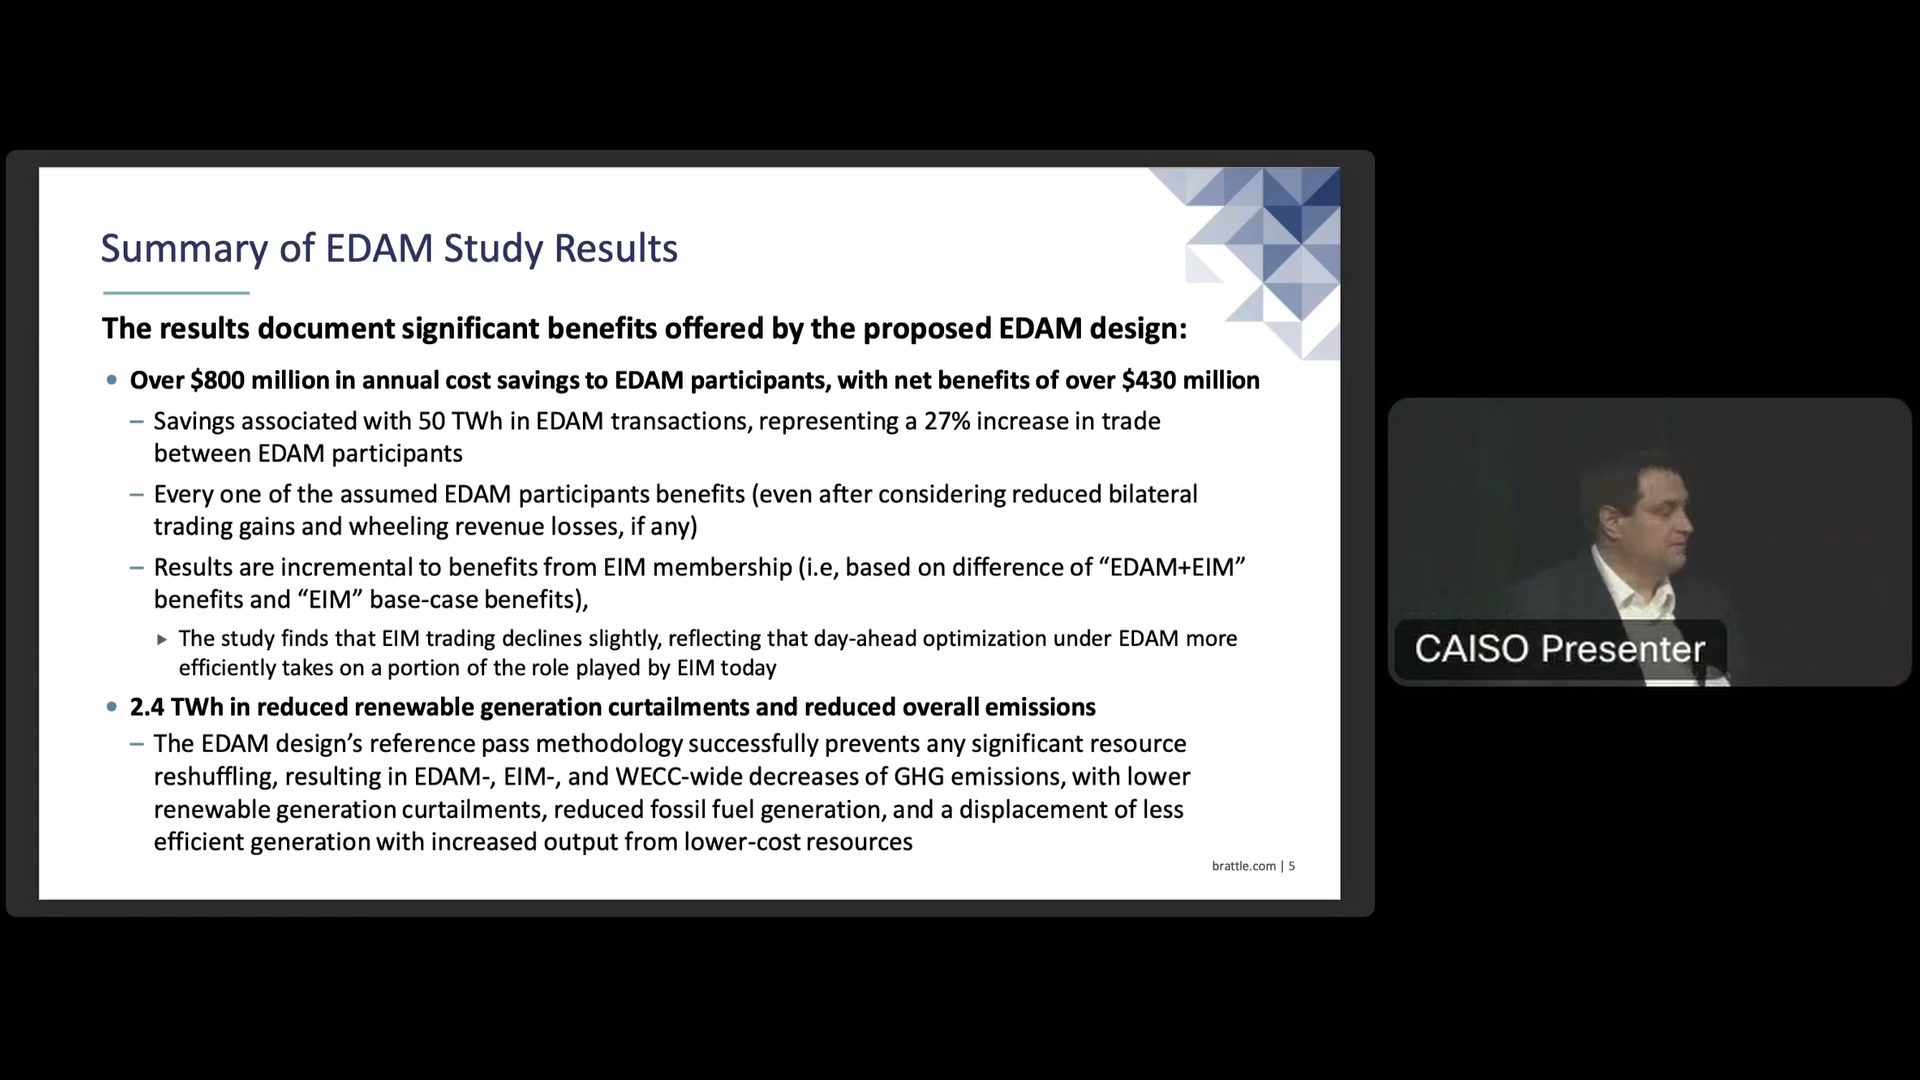 Summary of EDAM Study Results
The results document significant benefits offered by the proposed EDAM design:
• Over $800 million in annual cost savings to EDAM participants, with net benefits of over $430 million
– Savings associated with 50 TWh in EDAM transactions, representing a 27% increase in trade
between EDAM participants
– Every one of the assumed EDAM participants benefits (even after considering reduced bilateral
trading gains and wheeling revenue losses, if any)
– Results are incremental to benefits from EIM membership (i.e, based on difference of “EDAM+EIM”
benefits and “EIM” base-case benefits),
▸ The study finds that EIM trading declines slightly, reflecting that day-ahead optimization under EDAM more
efficiently takes on a portion of the role played by EIM today
• 2.4 TWh in reduced renewable generation curtailments and reduced overall emissions
– The EDAM design’s reference pass methodology successfully prevents any significant resource
reshuffling, resulting in EDAM-, EIM-, and WECC-wide decreases of GHG emissions, with lower
renewable generation curtailments, reduced fossil fuel generation, and a displacement of less
efficient generation with increased output from lower-cost resources
brattle.com | 5
CAISO Presenter